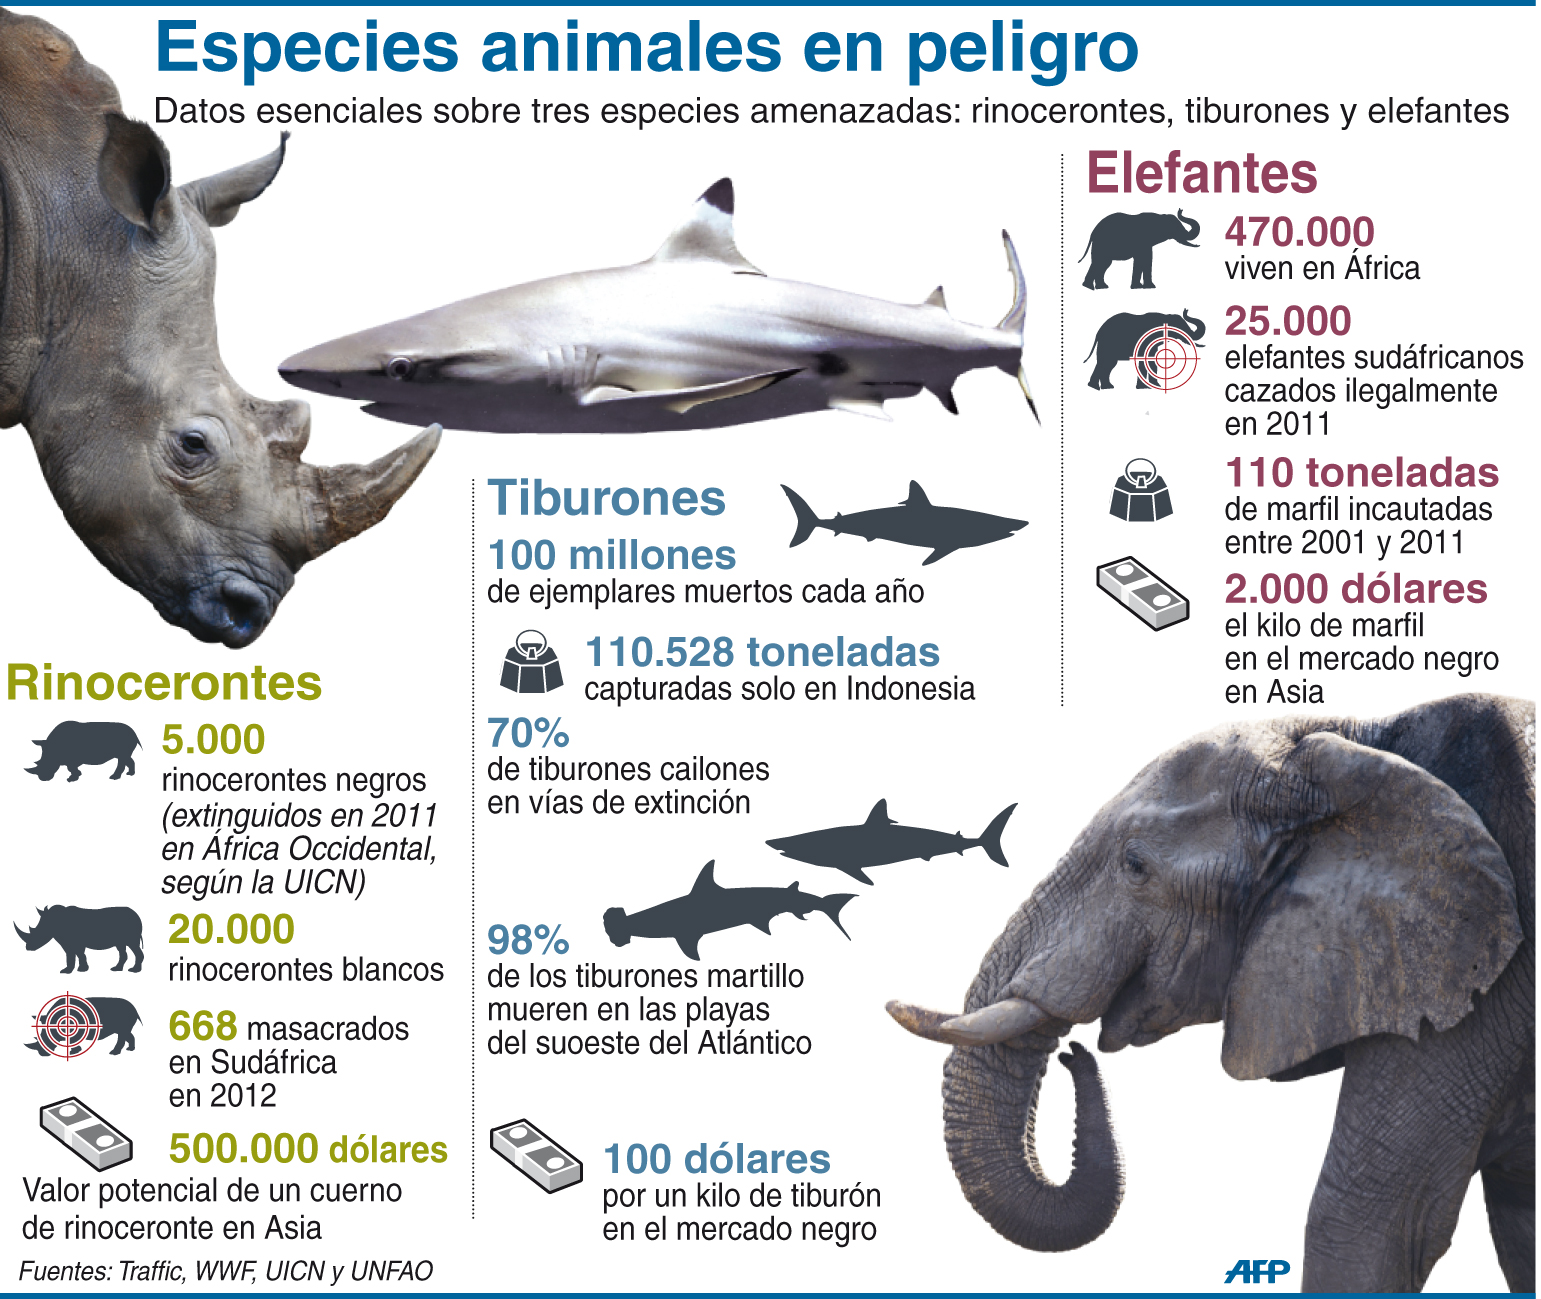 Especies animales en peligro
Datos esenciales sobre tres especies amenazadas: rinocerontes, tiburones y elefantes
Rinocerontes
5.000
rinocerontes negros
(extinguidos en 2011
en África Occidental,
según la UICN)
20.000
rinocerontes blancos
668 masacrados
en Sudáfrica
en 2012
500.000 dólares
Valor potencial de un cuerno
de rinoceronte en Asia
Fuentes: Traffic, WWF, UICN y UNFAO
Tiburones
100 millones
de ejemplares muertos cada año
110.528 toneladas
capturadas solo en Indonesia
70%
de tiburones cailones
en vías de extinción
98%
de los tiburones martillo
mueren en las playas
del suoeste del Atlántico
100 dólares
por un kilo de tiburón
en el mercado negro
Elefantes
470.000
viven en África
25.000
elefantes sudáfricanos
cazados ilegalmente
en 2011
110 toneladas
de marfil incautadas
entre 2001 y 2011
2.000 dólares
el kilo de marfil
en el mercado negro
en Asia
AFP